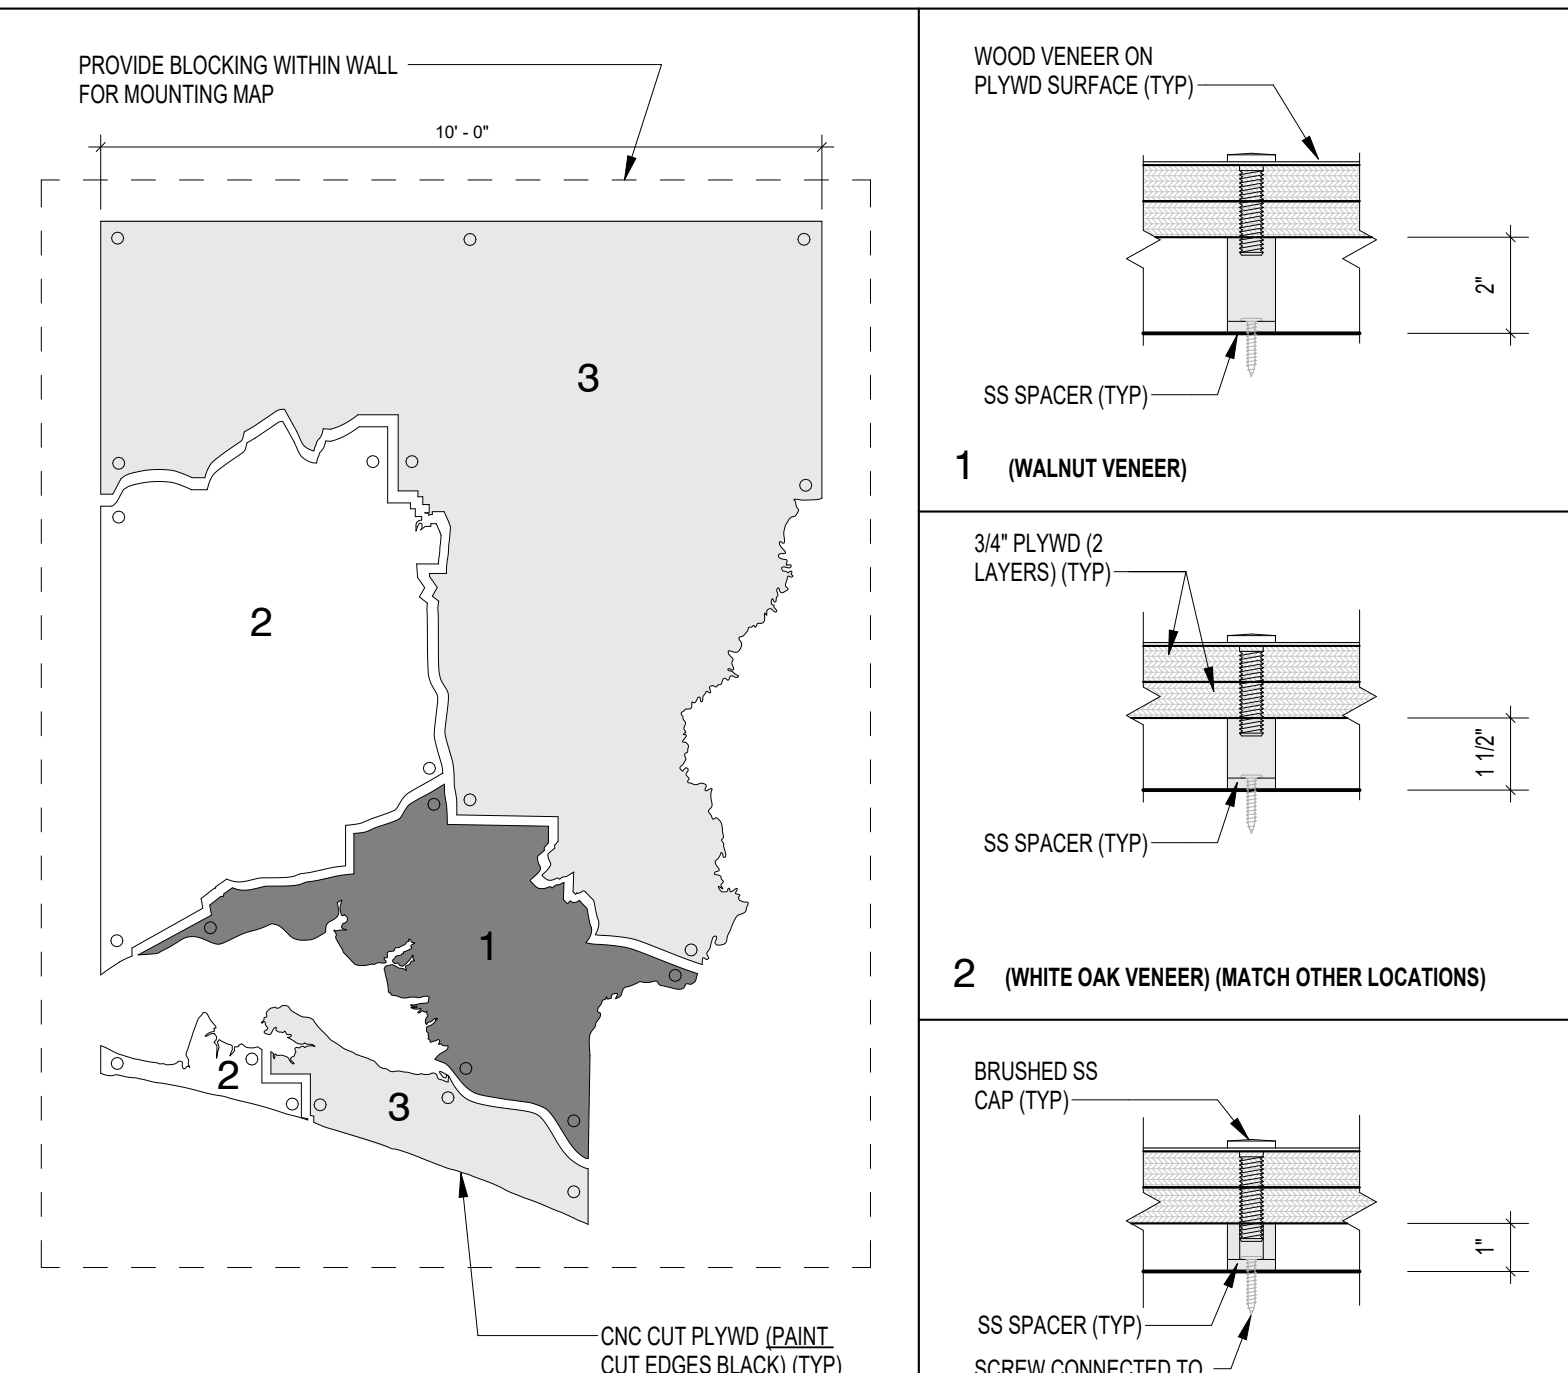 PROVIDE BLOCKING WITHIN WALL
FOR MOUNTING MAP
10' - 0"
3
2
1
2
3
CNC CUT PLYWD (PAINT
CUT EDGES BLACK) (TYP)
WOOD VENEER ON
PLYWD SURFACE (TYP)
2"
SS SPACER (TYP)
1 (WALNUT VENEER)
3/4" PLYWD (2
LAYERS) (TYP)
1 1/2"
SS SPACER (TYP)
2 (WHITE OAK VENEER) (MATCH OTHER LOCATIONS)
BRUSHED SS
CAP (TYP)
1"
SS SPACER (TYP)
SCREW CONNECTED TO